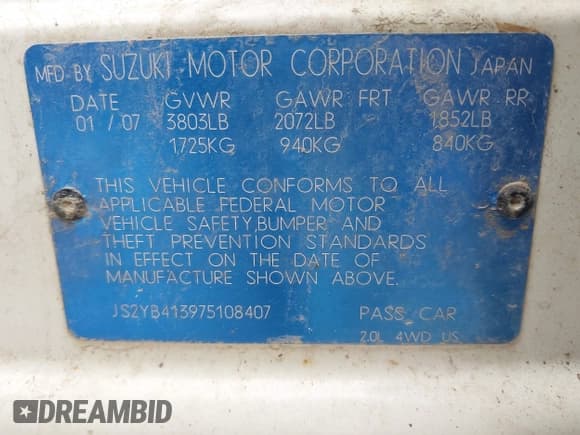 MFD BY SUZUKI MOTOR CORPORATION JAPAN
DATE GVWR GAWR FRT GAWR RR
01 / 07 3803LB 2072LB 1852LB
1725KG 940KG 840KG
THIS VEHICLE CONFORMS TO ALL
APPLICABLE FEDERAL MOTOR
VEHICLE SAFETY,BUMPER AND
THEFT PREVENTION STANDARDS
IN EFFECT ON THE DATE OF
MANUFACTURE SHOWN ABOVE.
JS2YB413975108407 PASS CAR
2.0L 4WD US
DREAMBID